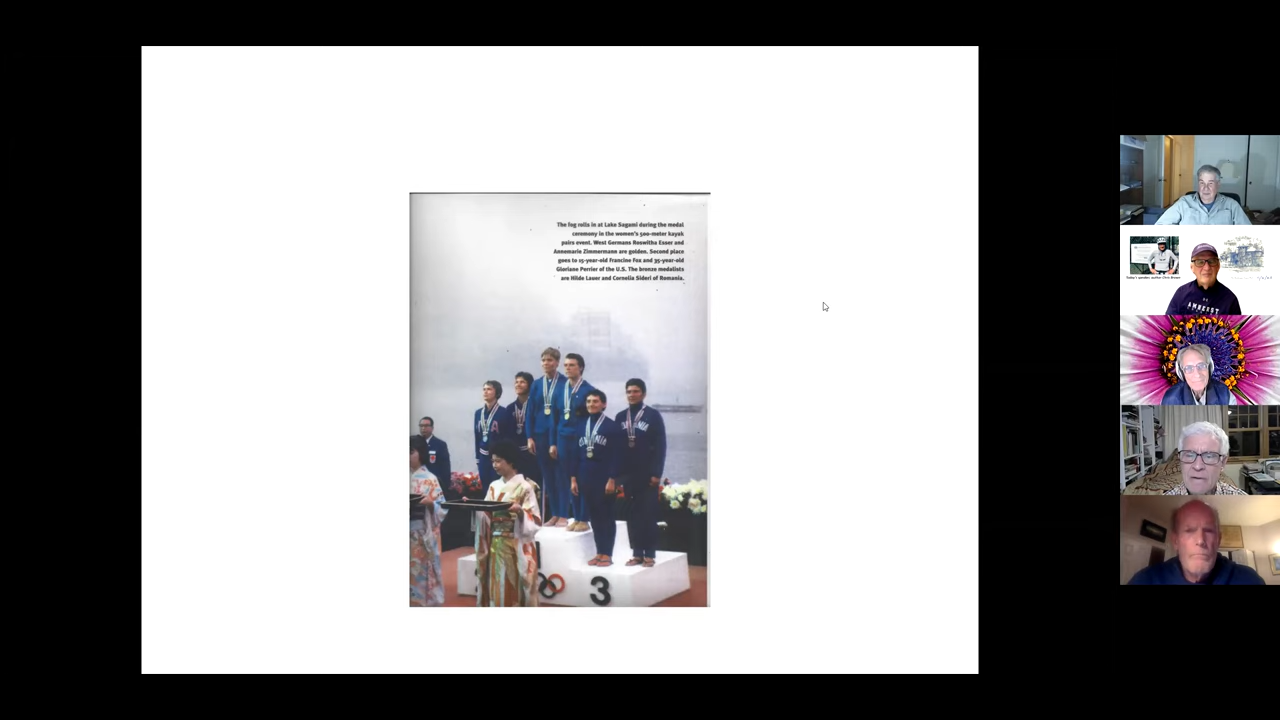 The fog rolls in at Lake Sagami during the medal
ceremony in the women's 500-meter kayak
pairs event. West Germans Roswitha Esser and
Annemarie Zimmermann are golden. Second place
goes to 15-year-old Francine Fox and 35-year-old
Gloriane Perrier of the U.S. The bronze medalists
are Hilde Lauer and Cornelia Sideri of Romania.
3
AMHERST